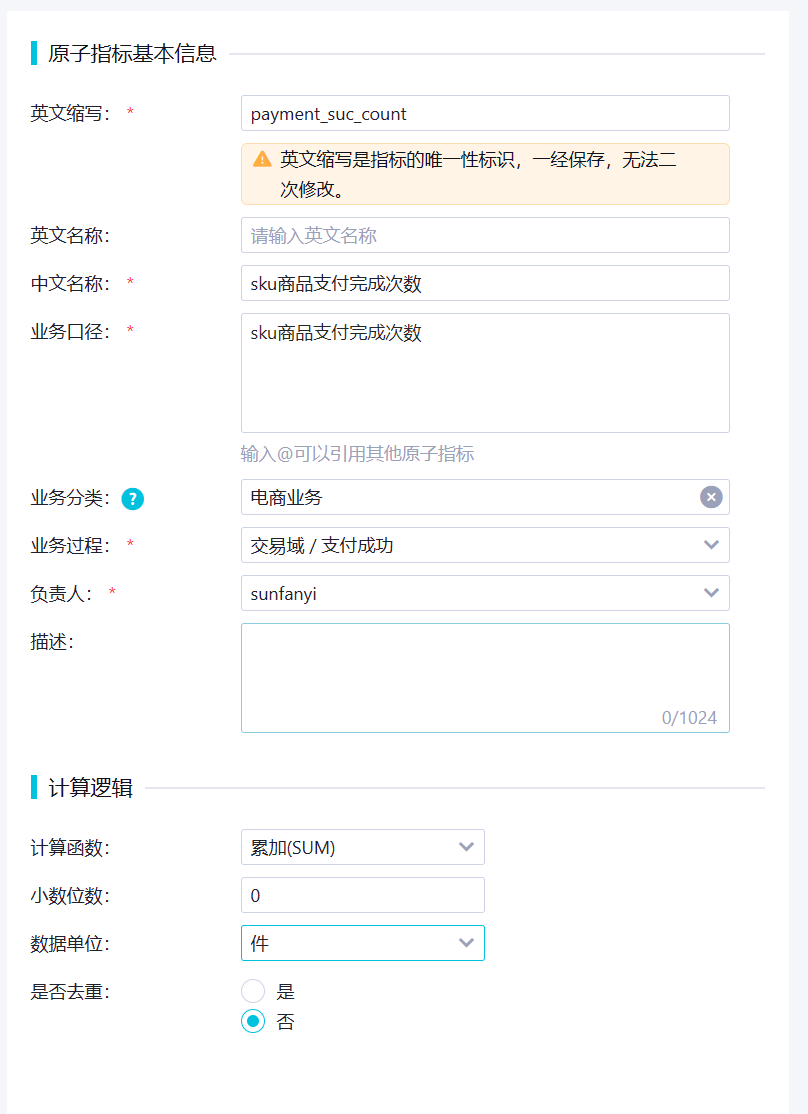 原子指标基本信息
英文缩写： * payment_suc_count
英文缩写是指标的唯一性标识，一经保存，无法二
次修改。
英文名称： 请输入英文名称
中文名称： * sku商品支付完成次数
业务口径： * sku商品支付完成次数
输入@可以引用其他原子指标
业务分类： ? 电商业务
业务过程： * 交易域 / 支付成功
负责人： * sunfanyi
描述：
0/1024
计算逻辑
计算函数： 累加(SUM)
小数位数： 0
数据单位： 件
是否去重： 是
否